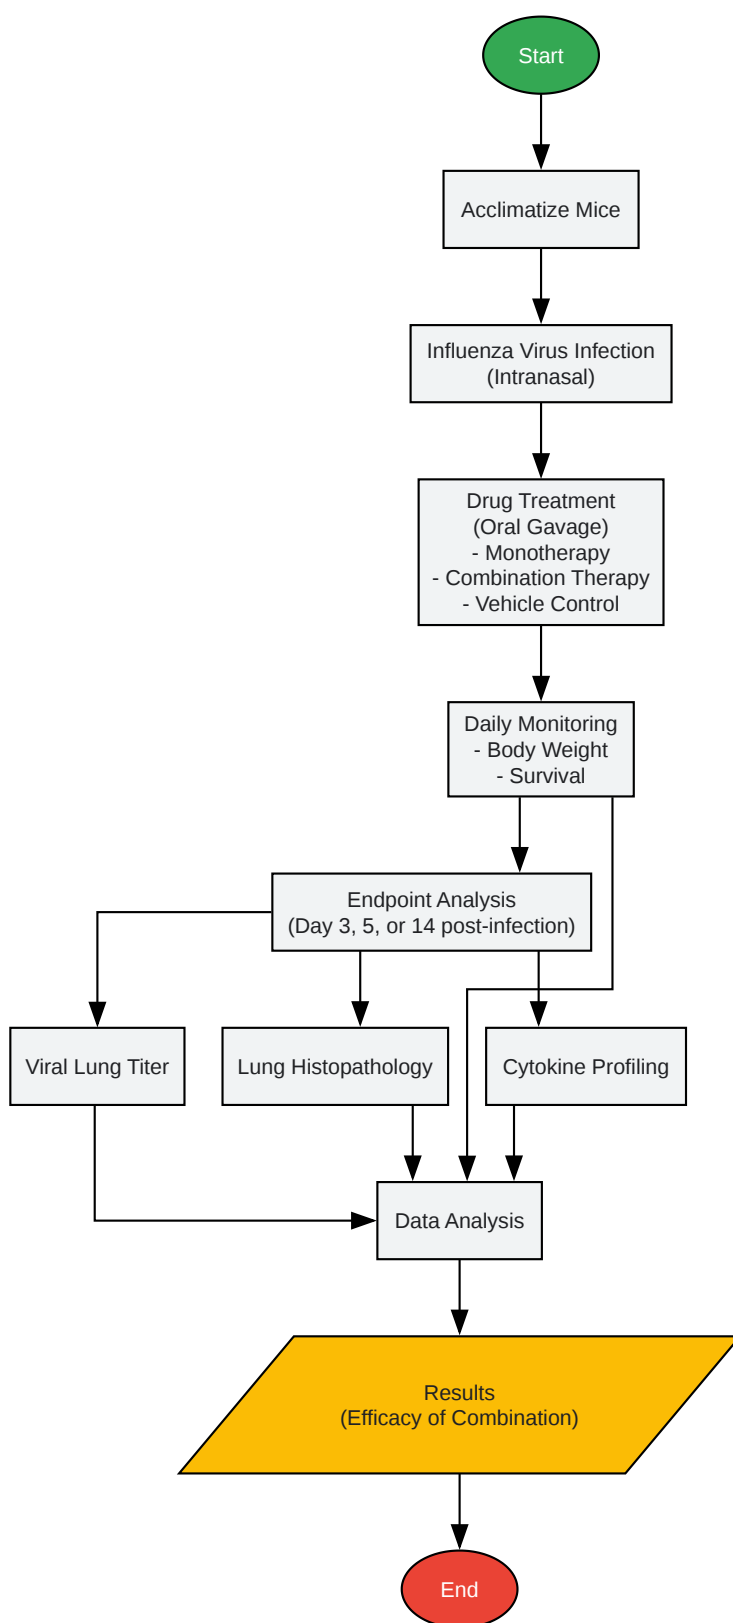 Start
Acclimatize Mice
Influenza Virus Infection
(Intranasal)
Drug Treatment
(Oral Gavage)
- Monotherapy
- Combination Therapy
- Vehicle Control
Daily Monitoring
- Body Weight
- Survival
Endpoint Analysis
(Day 3, 5, or 14 post-infection)
Viral Lung Titer
Lung Histopathology
Cytokine Profiling
Data Analysis
Results
(Efficacy of Combination)
End